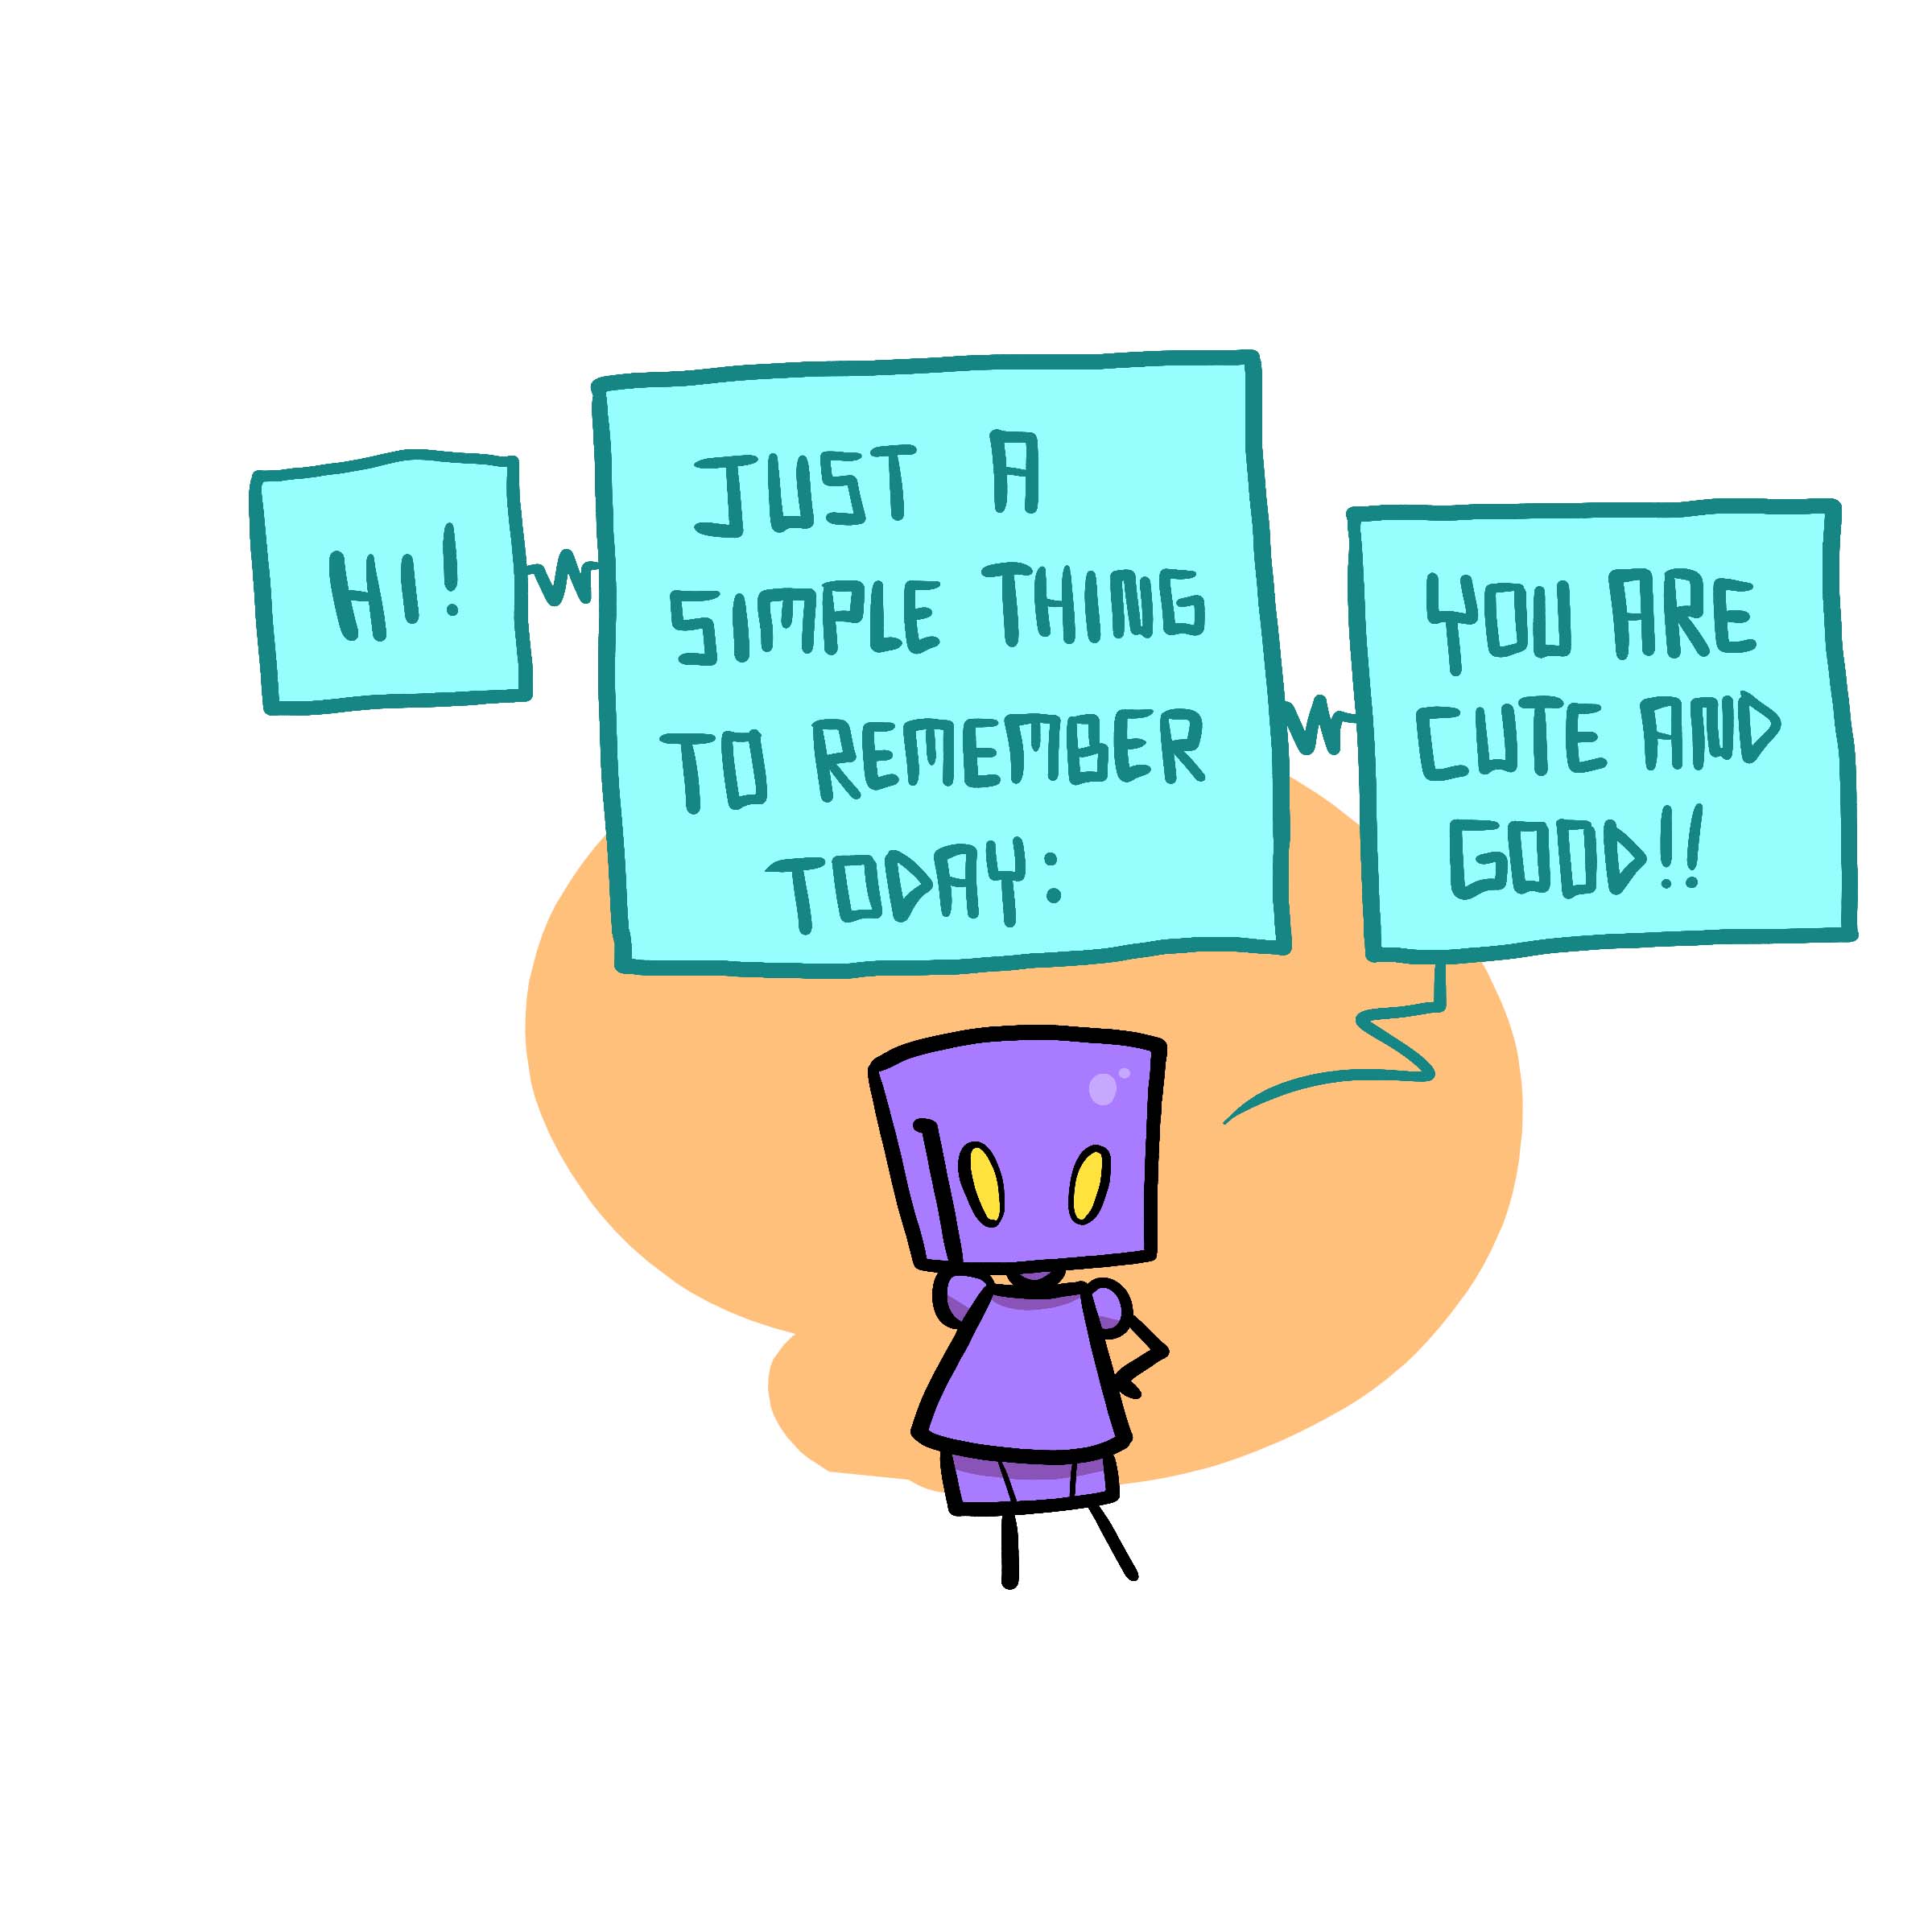 HI!
JUST A
SIMPLE THING
TO REMEMBER
TODAY:
YOU ARE
CUTE AND
GOOD!!